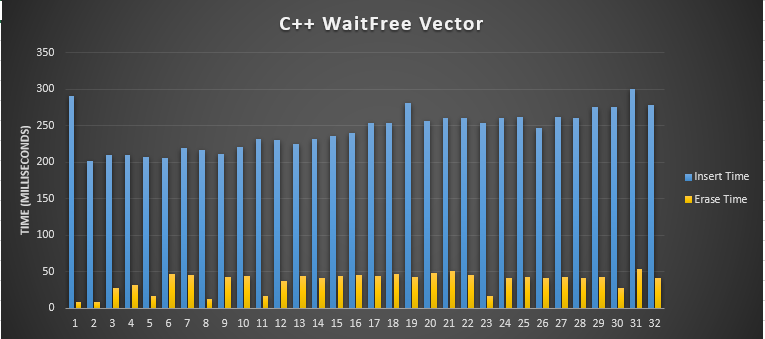 C++ WaitFree Vector
TIME (MILLISECONDS)
350
300
250
200
150
100
50
0
1 2 3 4 5 6 7 8 9 10 11 12 13 14 15 16 17 18 19 20 21 22 23 24 25 26 27 28 29 30 31 32
Insert Time
Erase Time